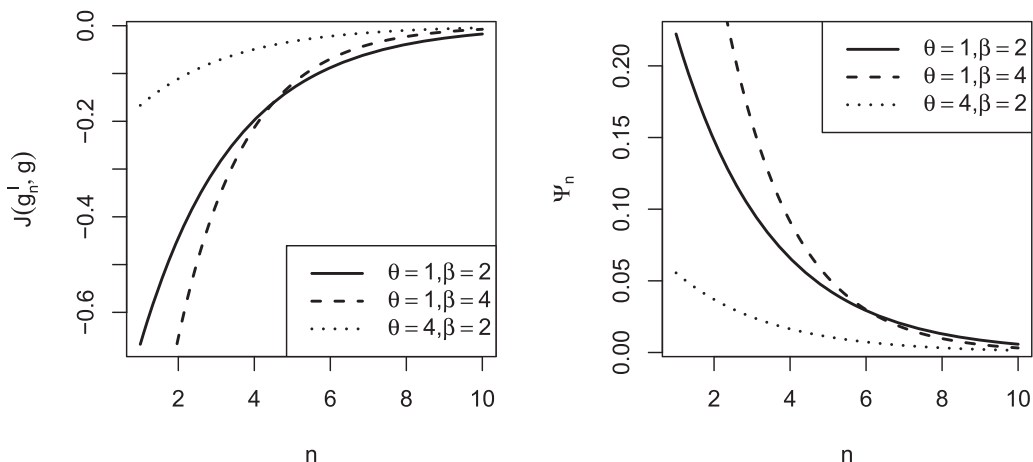 J(g_n^I, g)
0.0
−0.2
−0.4
−0.6
θ = 1,β = 2
θ = 1,β = 4
θ = 4,β = 2
2 4 6 8 10
n
Ψ_n
0.20
0.15
0.10
0.05
0.00
θ = 1,β = 2
θ = 1,β = 4
θ = 4,β = 2
2 4 6 8 10
n